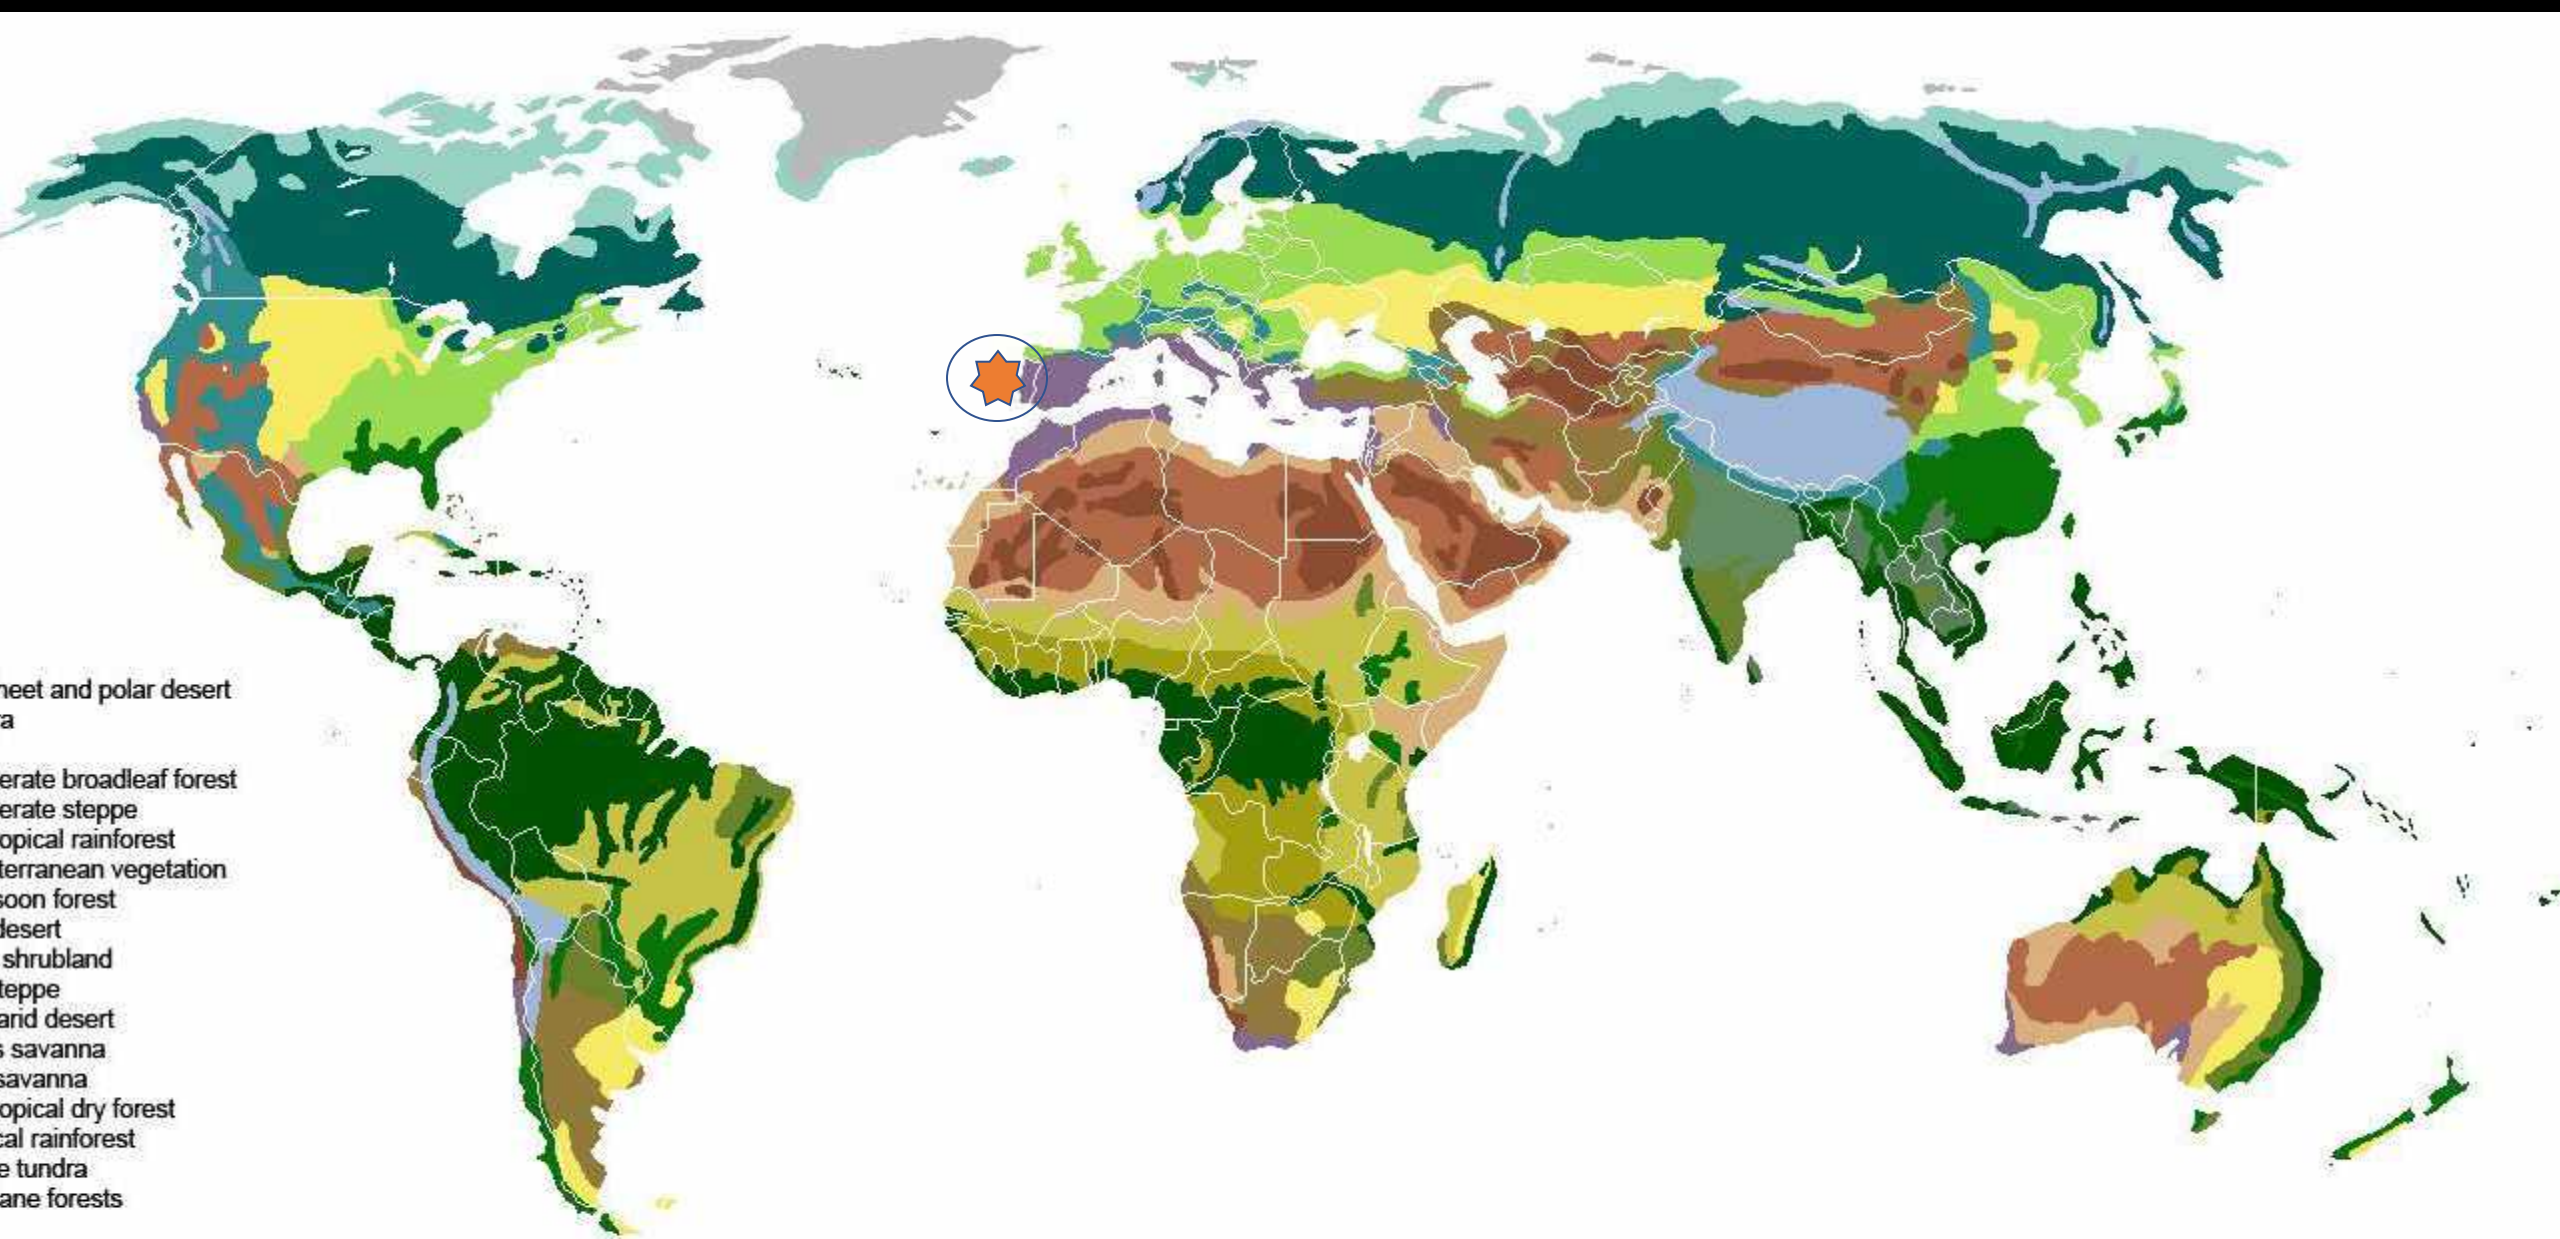 heet and polar desert
ra
erate broadleaf forest
erate steppe
opical rainforest
terranean vegetation
soon forest
desert
shrubland
teppe
arid desert
s savanna
savanna
opical dry forest
cal rainforest
e tundra
ane forests